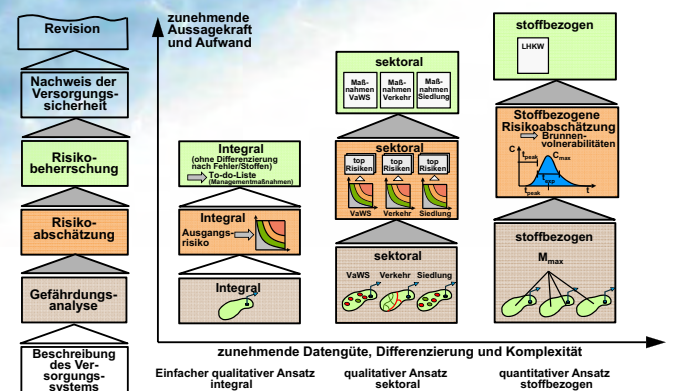 Revision
Nachweis der
Versorgungs-
sicherheit
Risiko-
beherrschung
Risiko-
abschätzung
Gefährdungs-
analyse
Beschreibung
des Ver-
sorgungs-
systems
zunehmende
Aussagekraft
und Aufwand
Integral
(ohne Differenzierung
nach Fehler/Stoffen)
To-do-Liste
(Managementmaßnahmen)
Integral
Ausgangs-
risiko
Integral
sektoral
Maß-
nahmen
VaWS
Maß-
nahmen
Verkehr
Maß-
nahmen
Siedlung
sektoral
top
Risiken
top
Risiken
top
Risiken
VaWS
Verkehr
Siedlung
sektoral
VaWS
Verkehr
Siedlung
stoffbezogen
LHKW
Stoffbezogene
Risikoabschätzung
Brunnen-
volnerabilitäten
C
t peak
C max
t exp
t
t peak
stoffbezogen
M max
zunehmende Datengüte, Differenzierung und Komplexität
Einfacher qualitativer Ansatz
integral
qualitativer Ansatz
sektoral
quantitativer Ansatz
stoffbezogen